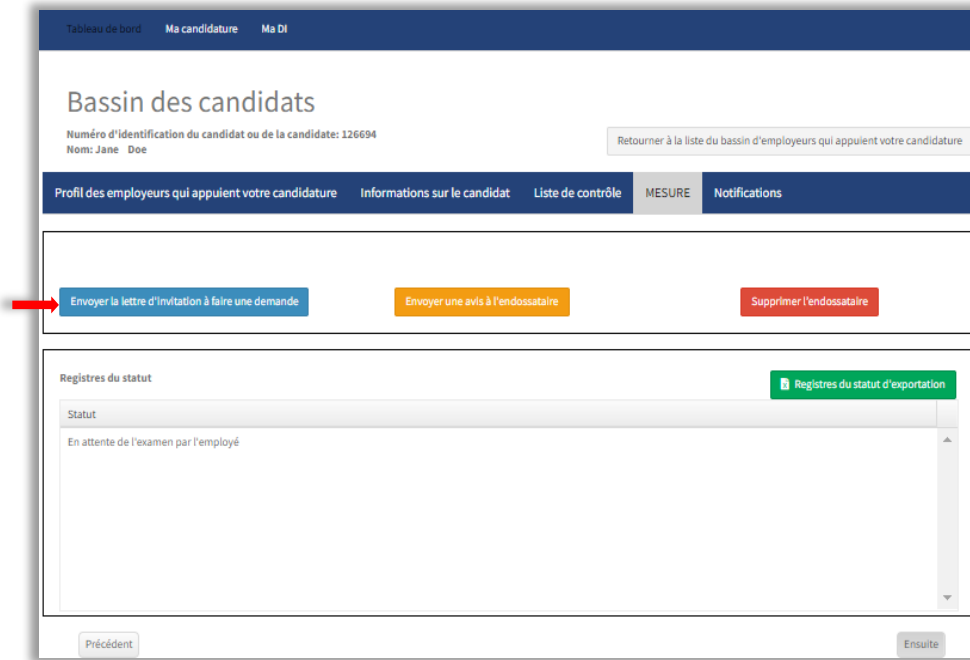 Tableau de bord Ma candidature Ma DI
Bassin des candidats
Numéro d'identification du candidat ou de la candidate: 126694
Nom: Jane Doe
Retourner à la liste du bassin d'employeurs qui appuient votre candidature
Profil des employeurs qui appuient votre candidature Informations sur le candidat Liste de contrôle MESURE Notifications
Envoyer la lettre d'invitation à faire une demande Envoyer une avis à l'endossataire Supprimer l'endossataire
Registres du statut
Registres du statut d'exportation
Statut
En attente de l'examen par l'employé
Précédent Ensuite